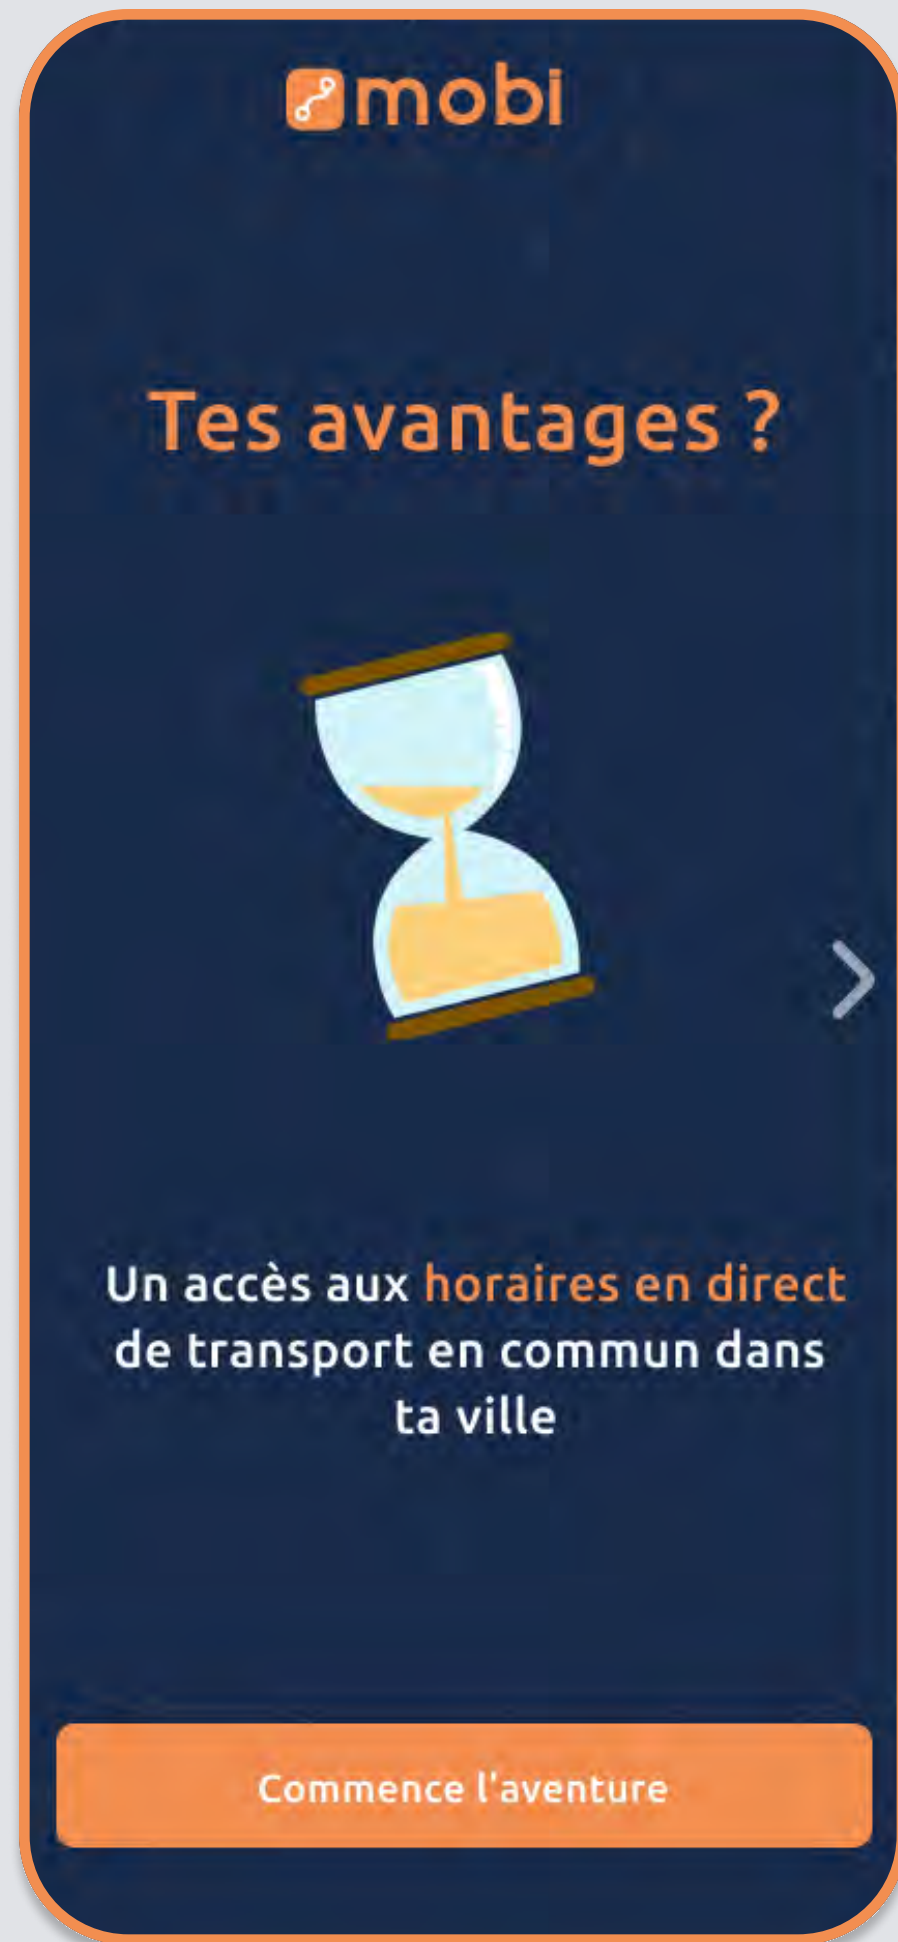 mobi
Tes avantages ?
Un accès aux horaires en direct
de transport en commun dans
ta ville
Commence l'aventure